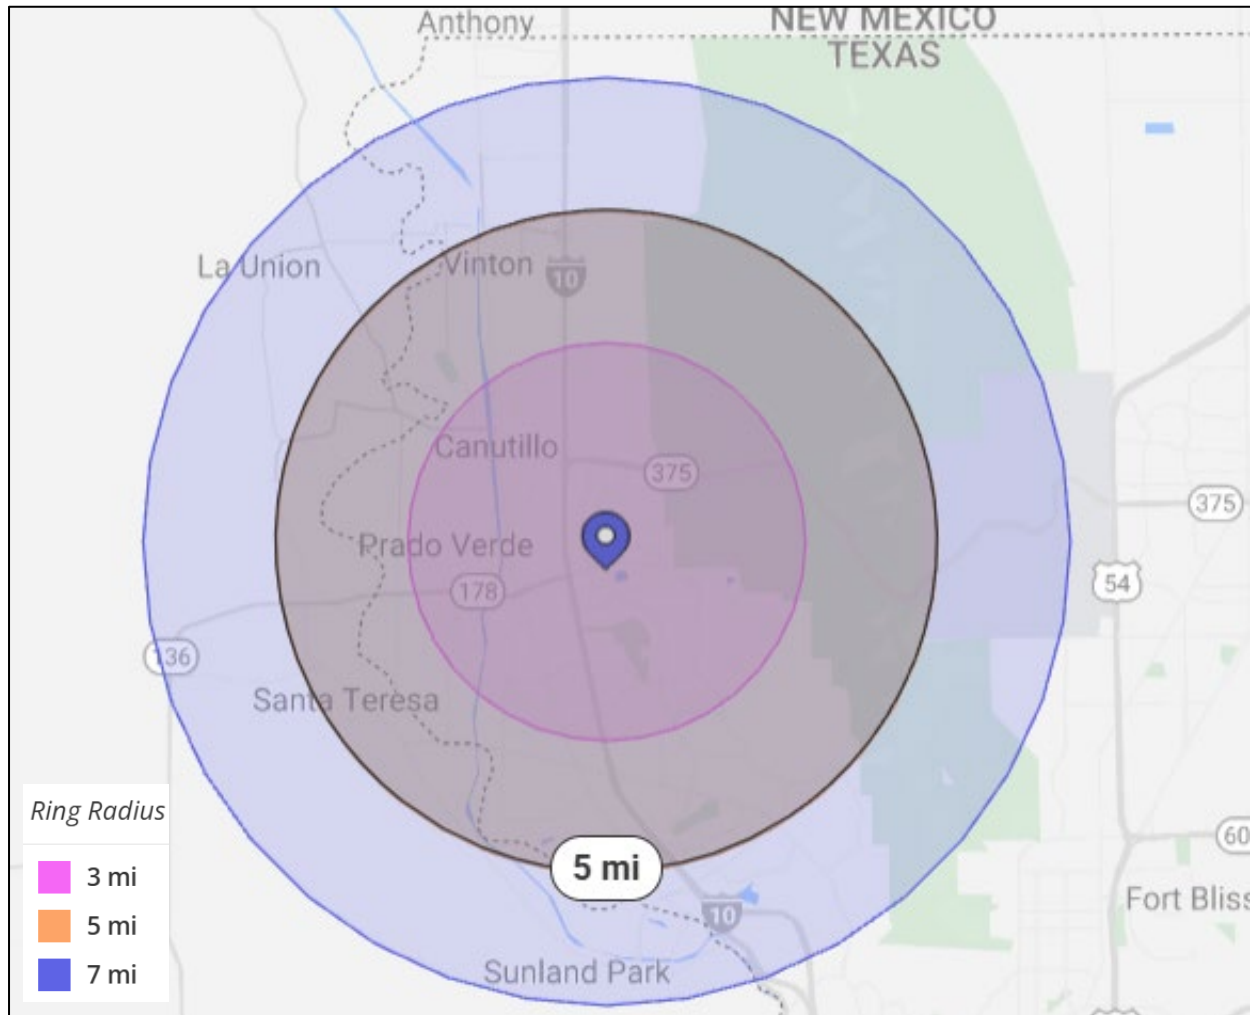 Anthony
NEW MEXICO
TEXAS
La Union
Vinton
10
Canutillo
375
375
Prado Verde
54
178
136
Santa Teresa
Ring Radius
3 mi
5 mi
7 mi
5 mi
60
10
Fort Bliss
Sunland Park